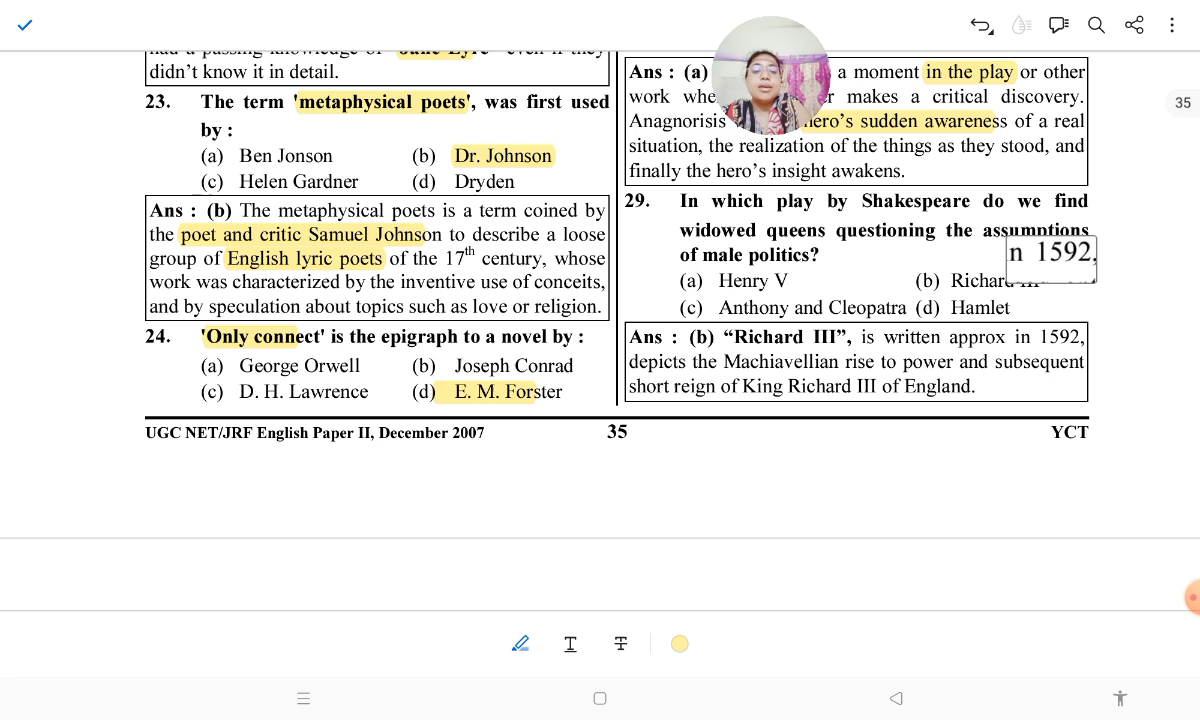 didn't know it in detail.
23. The term 'metaphysical poets', was first used
by :
(a) Ben Jonson (b) Dr. Johnson
(c) Helen Gardner (d) Dryden
Ans : (b) The metaphysical poets is a term coined by
the poet and critic Samuel Johnson to describe a loose
group of English lyric poets of the 17th century, whose
work was characterized by the inventive use of conceits,
and by speculation about topics such as love or religion.
24. 'Only connect' is the epigraph to a novel by :
(a) George Orwell (b) Joseph Conrad
(c) D. H. Lawrence (d) E. M. Forster
Ans : (a) a moment in the play or other
work makes a critical discovery.
Anagnorisis hero's sudden awareness of a real
situation, the realization of the things as they stood, and
finally the hero's insight awakens.
29. In which play by Shakespeare do we find
widowed queens questioning the assumptions
of male politics?
n 1592,
(a) Henry V (b) Richard III
(c) Anthony and Cleopatra (d) Hamlet
Ans : (b) "Richard III", is written approx in 1592,
depicts the Machiavellian rise to power and subsequent
short reign of King Richard III of England.
UGC NET/JRF English Paper II, December 2007 35 YCT
35